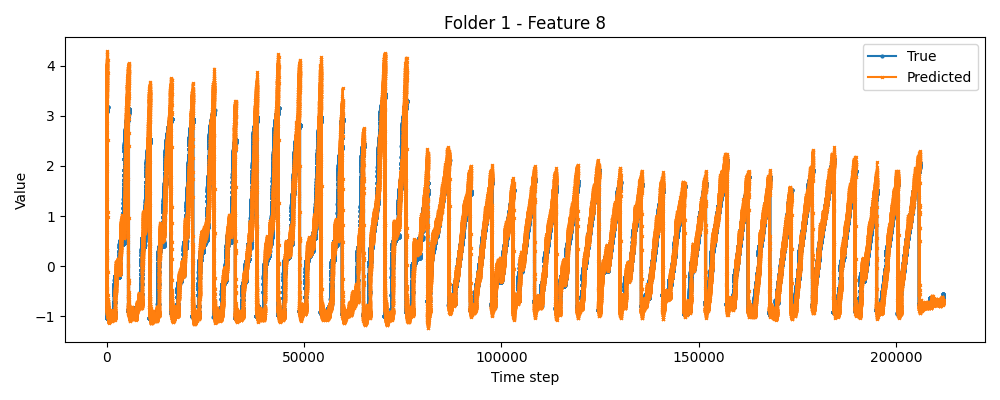 Folder 1 - Feature 8
True
Predicted
Value
4
3
2
1
0
−1
0
50000
100000
150000
200000
Time step